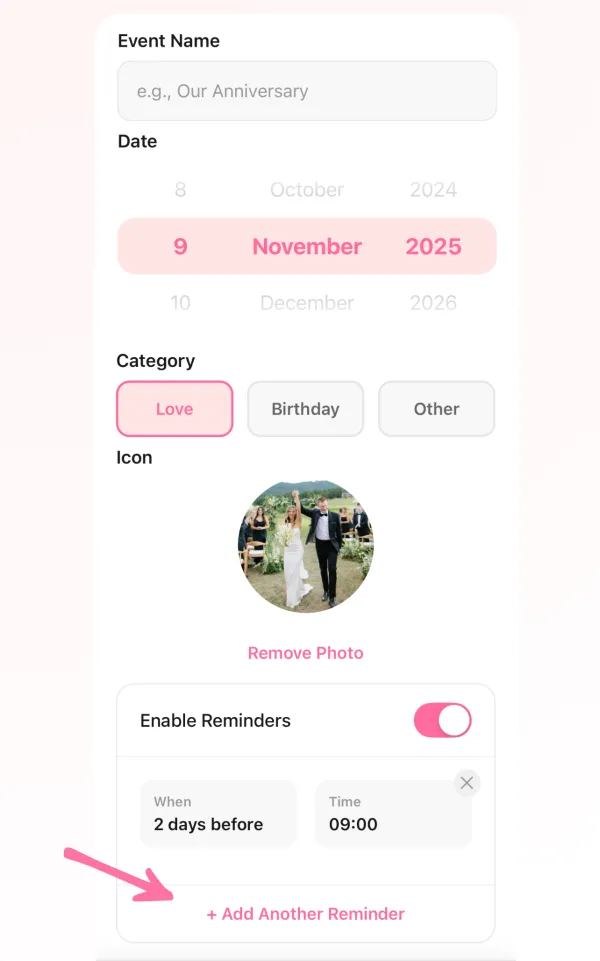 Event Name
e.g., Our Anniversary
Date
8 October 2024
9 November 2025
10 December 2026
Category
Love Birthday Other
Icon
Remove Photo
Enable Reminders
When Time
2 days before 09:00
+ Add Another Reminder